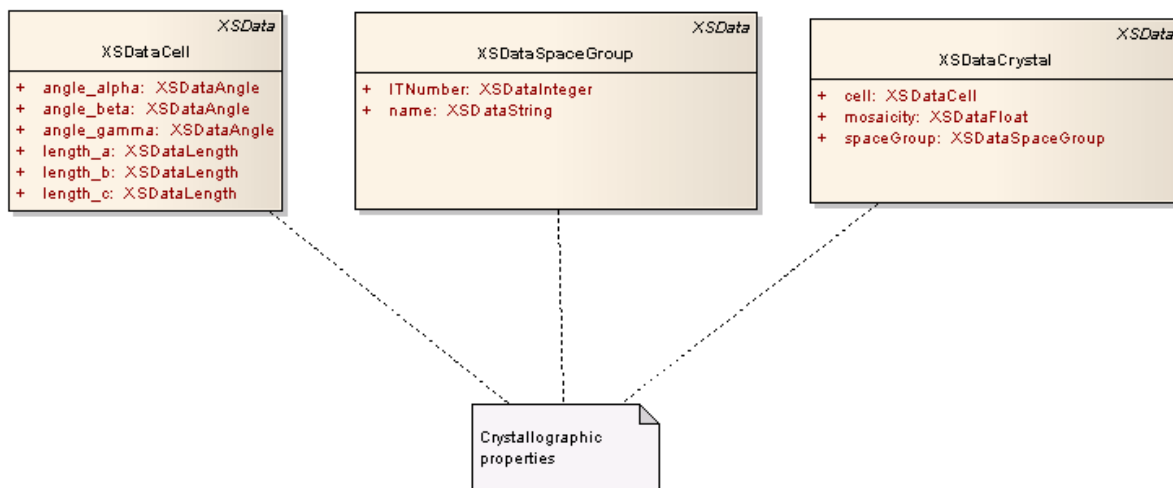 XSData
XSDataCell
+ angle_alpha: XSDataAngle
+ angle_beta: XSDataAngle
+ angle_gamma: XSDataAngle
+ length_a: XSDataLength
+ length_b: XSDataLength
+ length_c: XSDataLength
XSData
XSDataSpaceGroup
+ ITNumber: XSDataInteger
+ name: XSDataString
XSData
XSDataCrystal
+ cell: XSDataCell
+ mosaicity: XSDataFloat
+ spaceGroup: XSDataSpaceGroup
Crystallographic
properties